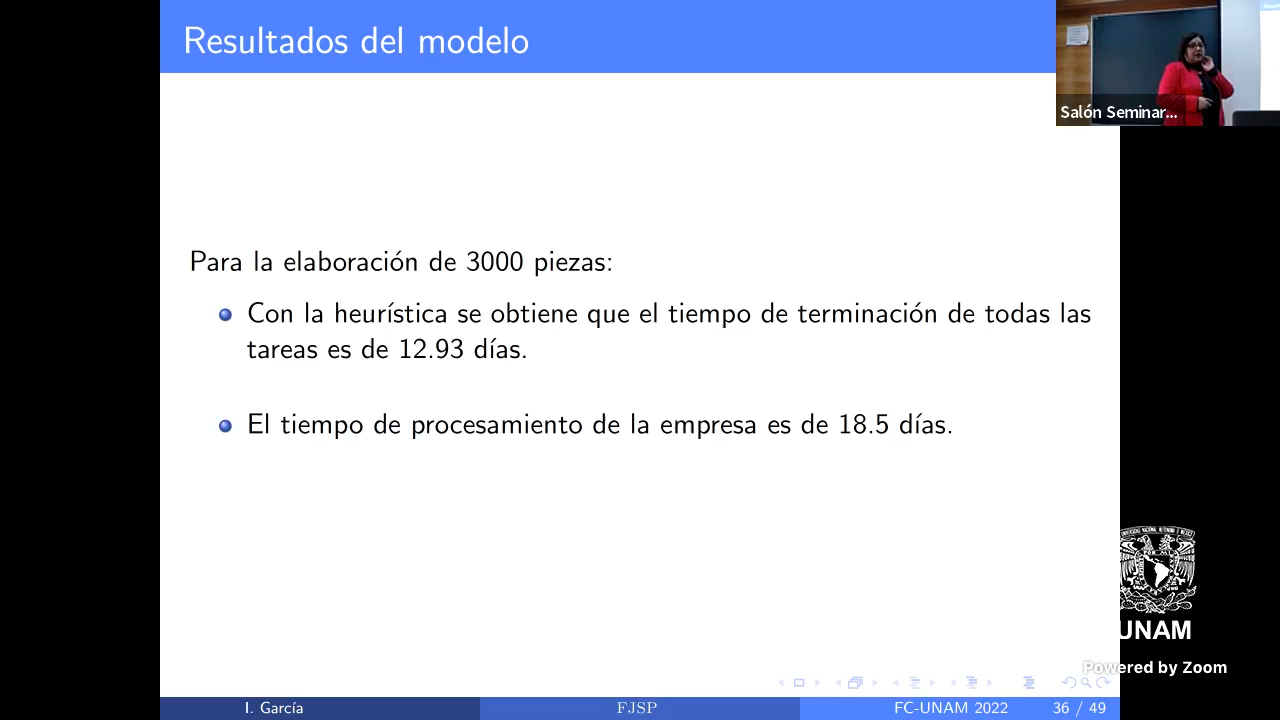 Resultados del modelo
Salón Seminar...
Para la elaboración de 3000 piezas:
Con la heurística se obtiene que el tiempo de terminación de todas las
tareas es de 12.93 días.
El tiempo de procesamiento de la empresa es de 18.5 días.
UNAM
Powered by Zoom
I. García
FJSP
FC-UNAM 2022
36 / 49